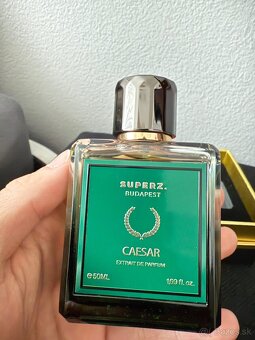 SUPERZ.
BUDAPEST
CAESAR
EXTRAIT DE PARFUM
e 50ML 1.69 fl. oz.